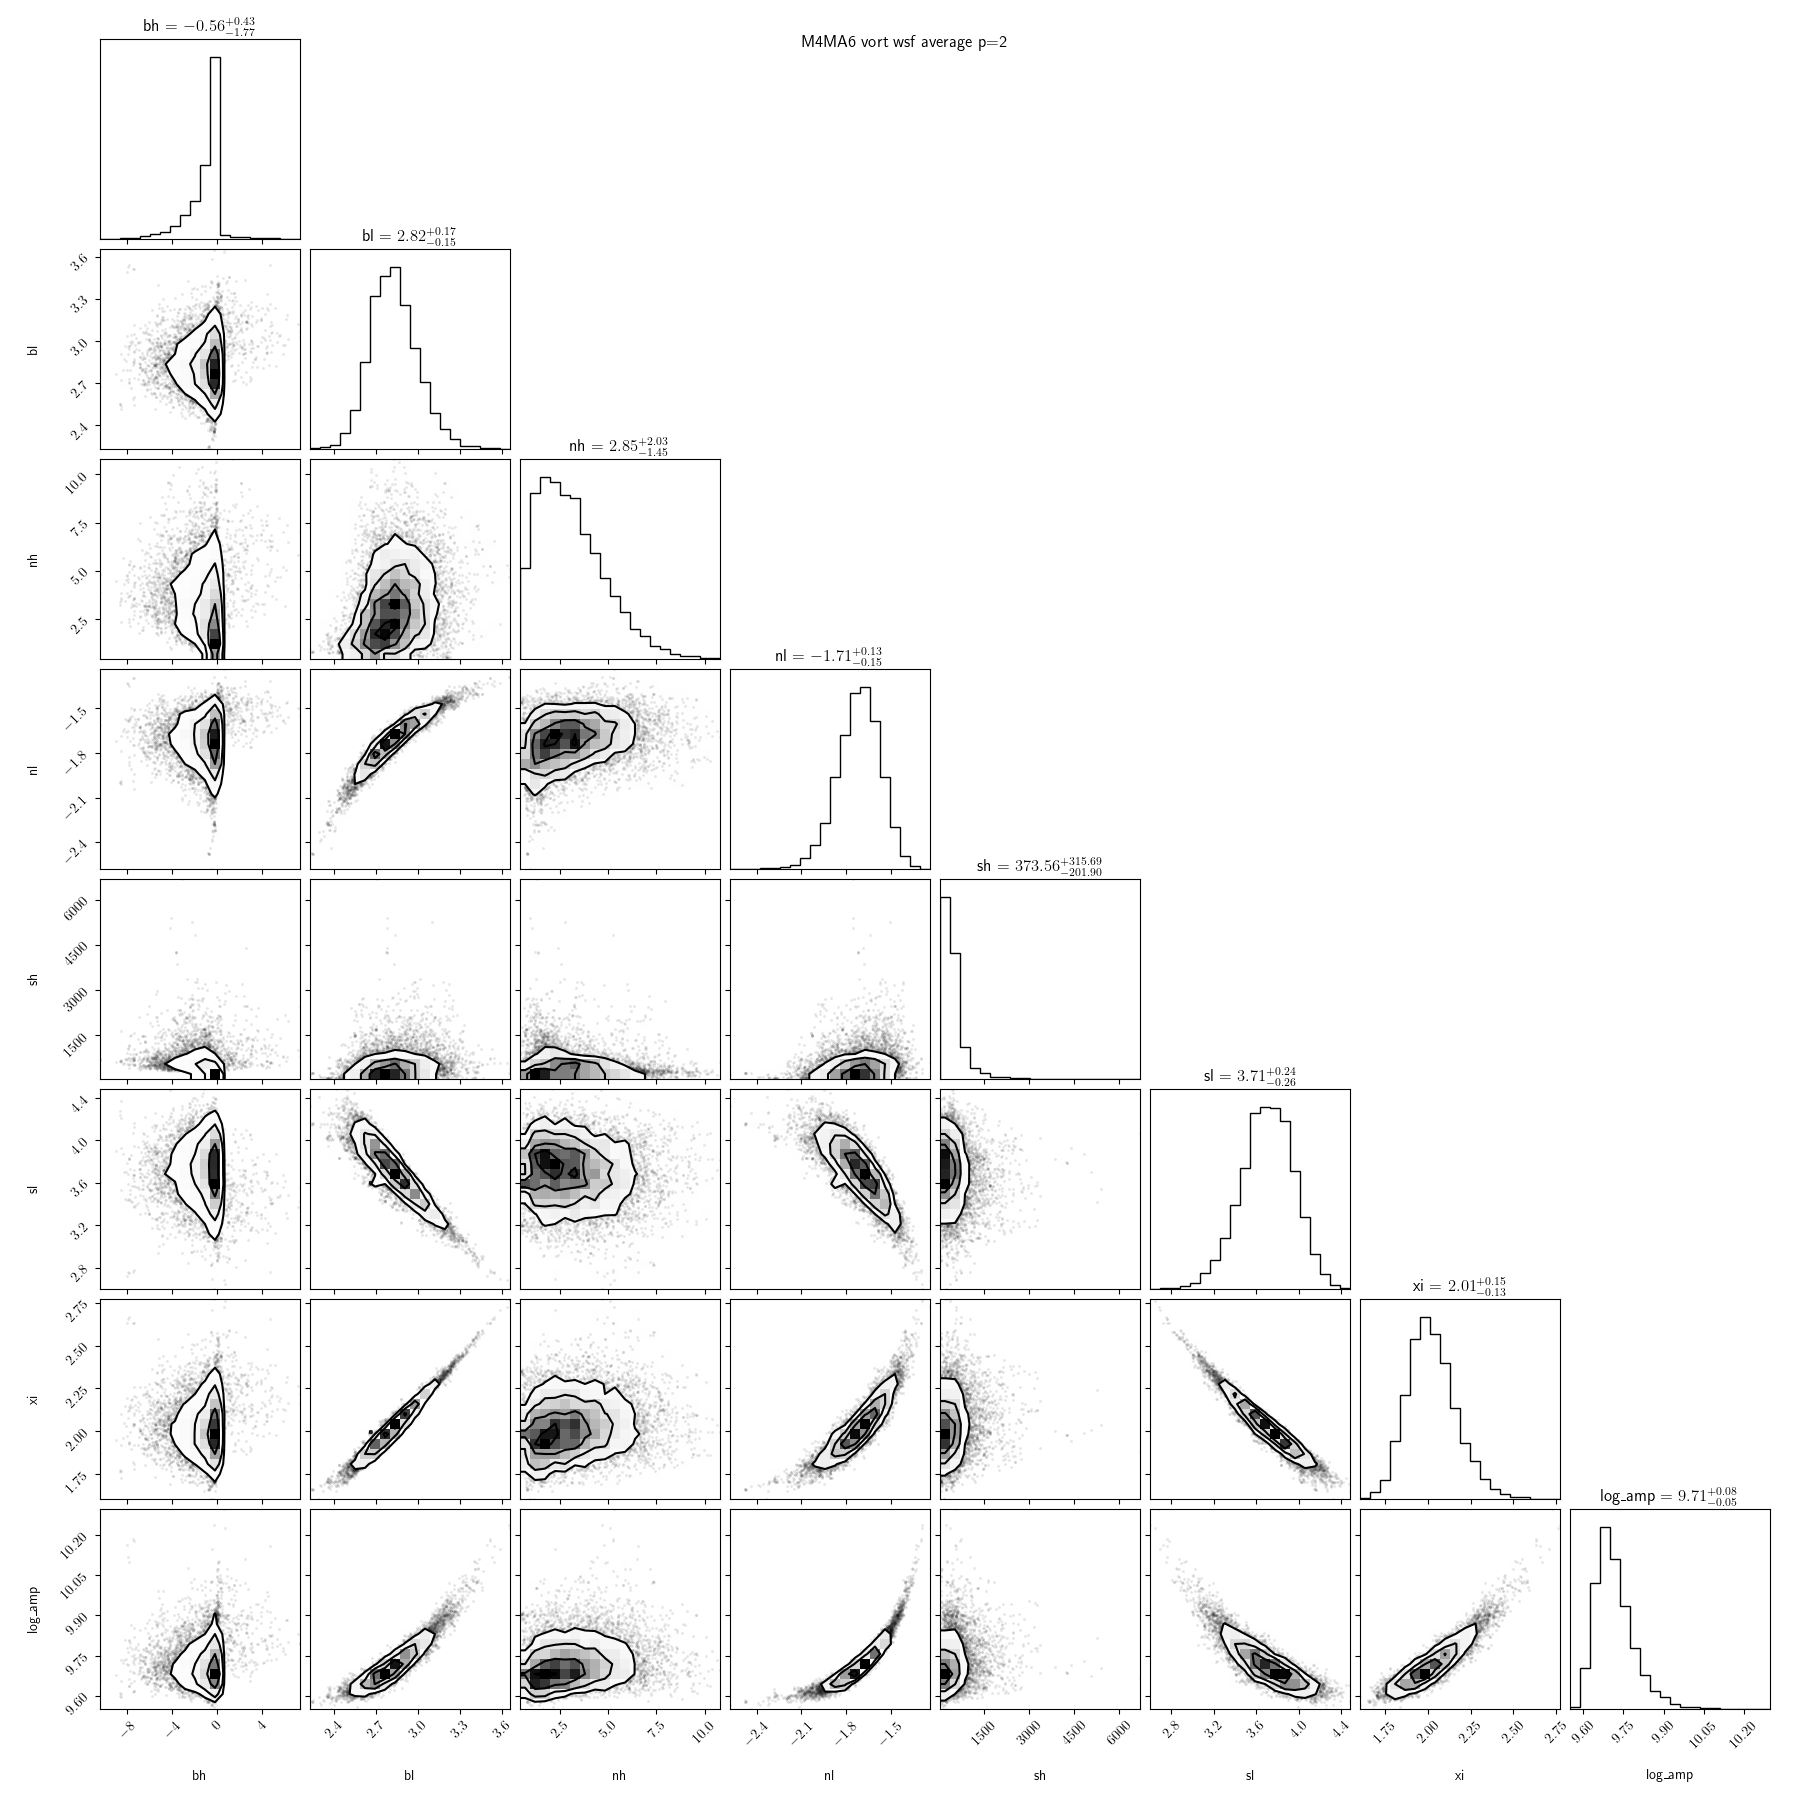 bh = −0.56 +0.43 −1.77
M4MA6 vort wsf average p=2
bl = 2.82 +0.17 −0.15
3.6
3.3
3.0
2.7
2.4
bl
nh = 2.85 +2.03 −1.45
10.0
7.5
5.0
2.5
nh
nl = −1.71 +0.13 −0.15
−1.5
−1.8
−2.1
−2.4
nl
sh = 373.56 +315.69 −201.90
6000
4500
3000
1500
sh
sl = 3.71 +0.24 −0.26
4.4
4.0
3.6
3.2
2.8
sl
xi = 2.01 +0.15 −0.13
2.75
2.50
2.25
2.00
1.75
xi
log_amp = 9.71 +0.08 −0.05
10.20
10.05
9.90
9.75
9.60
log_amp
−8 −4 0 4 2.4 2.7 3.0 3.3 3.6 2.5 5.0 7.5 10.0 −2.4 −2.1 −1.8 −1.5 1500 3000 4500 6000 2.8 3.2 3.6 4.0 4.4 1.75 2.00 2.25 2.50 2.75 9.60 9.75 9.90 10.05 10.20
bh bl nh nl sh sl xi log_amp